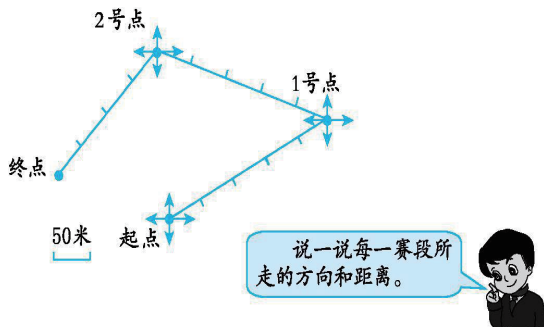 2号点
1号点
终点
50米
起点
说一说每一赛段所
走的方向和距离。